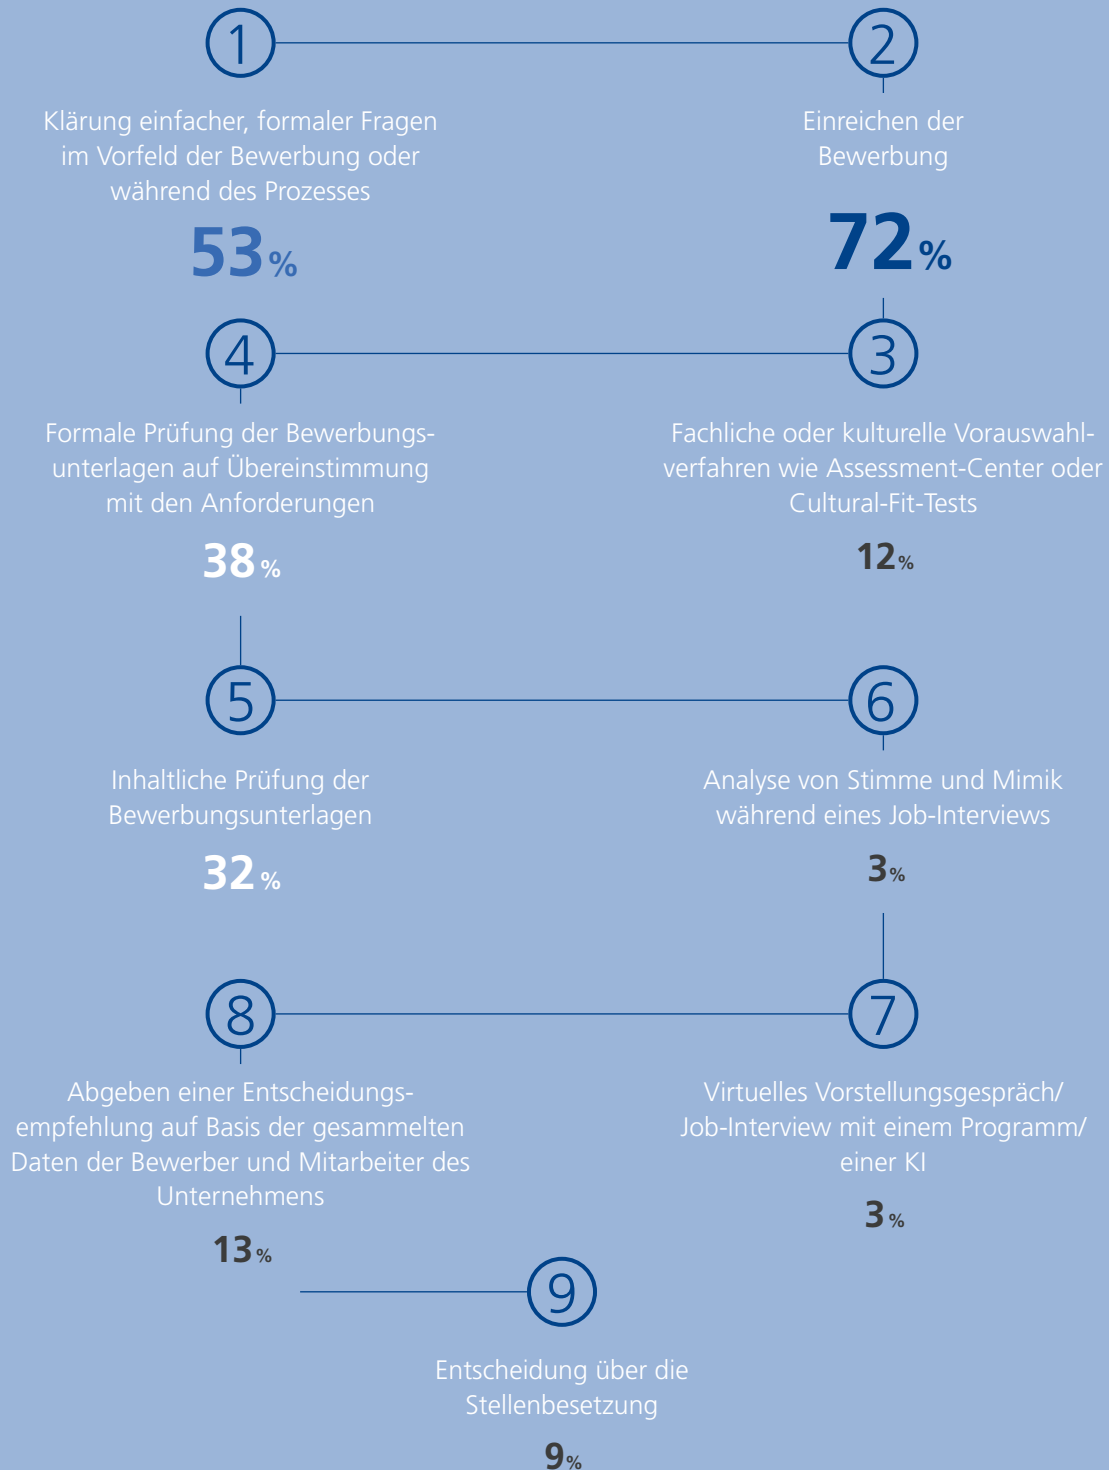 1
Klärung einfacher, formaler Fragen
im Vorfeld der Bewerbung oder
während des Prozesses
53 %
2
Einreichen der
Bewerbung
72 %
3
Fachliche oder kulturelle Vorauswahl-
verfahren wie Assessment-Center oder
Cultural-Fit-Tests
12 %
4
Formale Prüfung der Bewerbungs-
unterlagen auf Übereinstimmung
mit den Anforderungen
38 %
5
Inhaltliche Prüfung der
Bewerbungsunterlagen
32 %
6
Analyse von Stimme und Mimik
während eines Job-Interviews
3 %
7
Virtuelles Vorstellungsgespräch/
Job-Interview mit einem Programm/
einer KI
3 %
8
Abgeben einer Entscheidungs-
empfehlung auf Basis der gesammelten
Daten der Bewerber und Mitarbeiter des
Unternehmens
13 %
9
Entscheidung über die
Stellenbesetzung
9 %